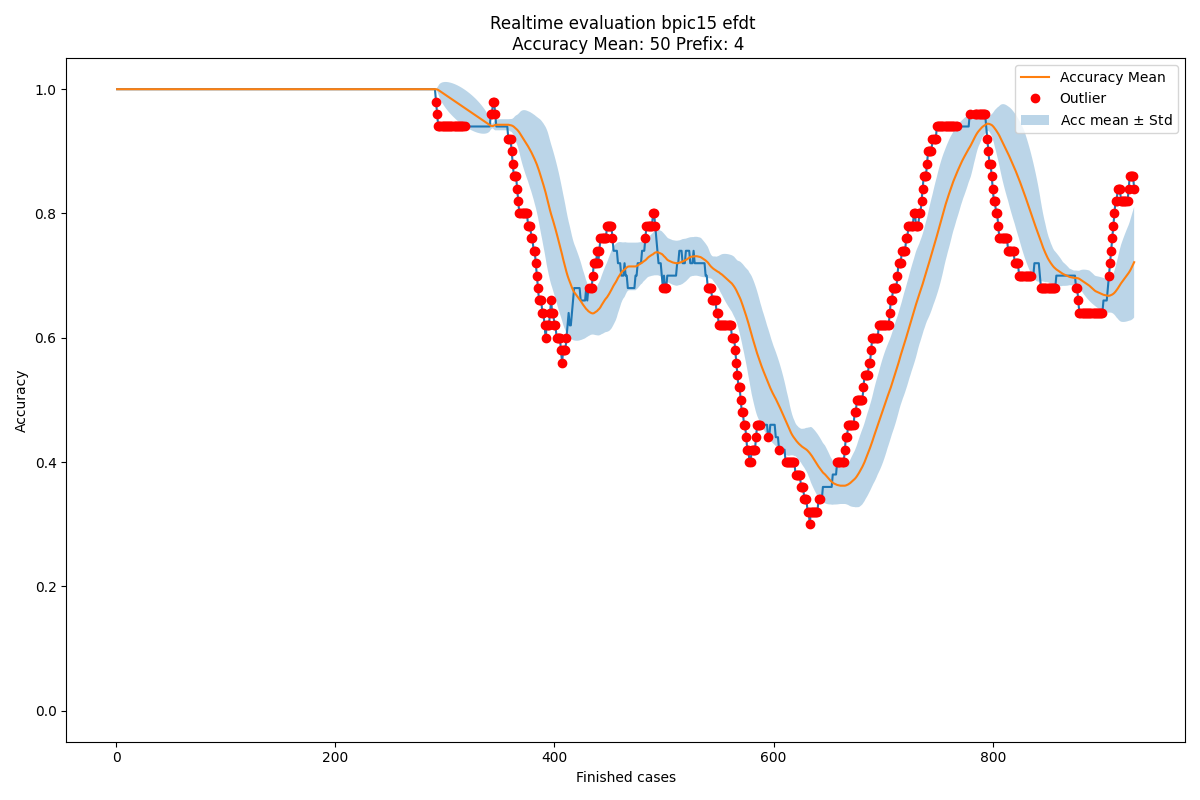 Realtime evaluation bpic15 efdt
Accuracy Mean: 50 Prefix: 4
Accuracy Mean
Outlier
Acc mean ± Std
Accuracy
1.0
0.8
0.6
0.4
0.2
0.0
0
200
400
600
800
Finished cases